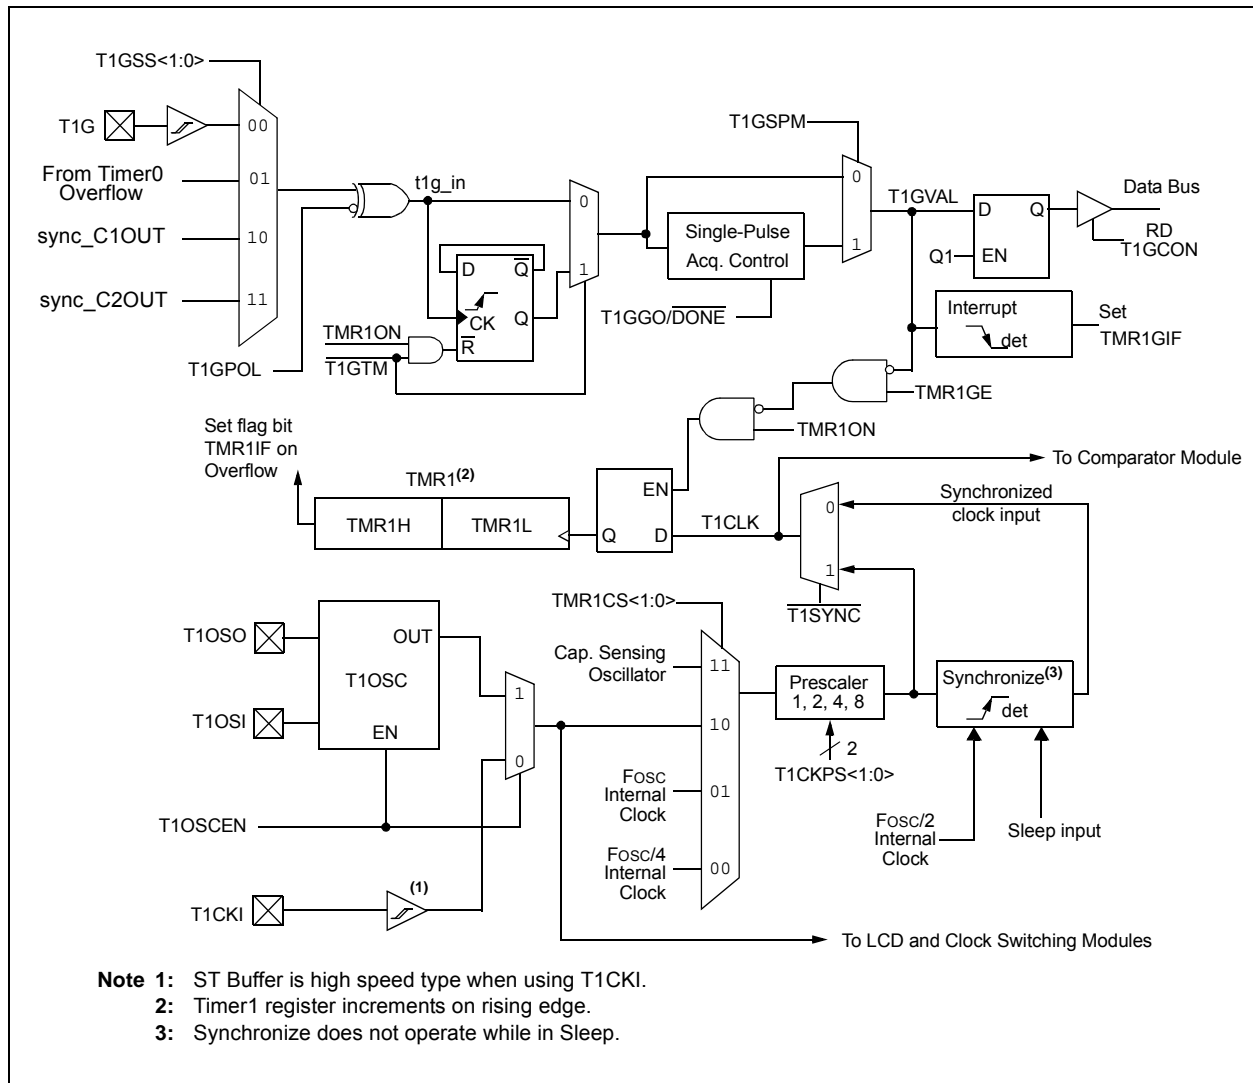 T1GSS<1:0>
T1G
00
From Timer0
Overflow
01
sync_C1OUT
10
sync_C2OUT
11
T1GPOL
t1g_in
0
1
D
Q
CK
Q
R
TMR1ON
T1GTM
T1GSPM
0
1
Single-Pulse
Acq. Control
T1GGO/DONE
T1GVAL
D
Q
Q1
EN
Data Bus
RD
T1GCON
Interrupt
det
Set
TMR1GIF
TMR1GE
TMR1ON
Set flag bit
TMR1IF on
Overflow
TMR1(2)
TMR1H
TMR1L
EN
Q
D
T1CLK
To Comparator Module
Synchronized
clock input
0
1
T1SYNC
TMR1CS<1:0>
T1OSO
OUT
T1OSC
T1OSI
EN
1
0
T1OSCEN
T1CKI
(1)
Cap. Sensing
Oscillator
11
10
FOSC
Internal
Clock
01
FOSC/4
Internal
Clock
00
Prescaler
1, 2, 4, 8
2
T1CKPS<1:0>
Synchronize(3)
det
FOSC/2
Internal
Clock
Sleep input
To LCD and Clock Switching Modules
Note 1: ST Buffer is high speed type when using T1CKI.
2: Timer1 register increments on rising edge.
3: Synchronize does not operate while in Sleep.